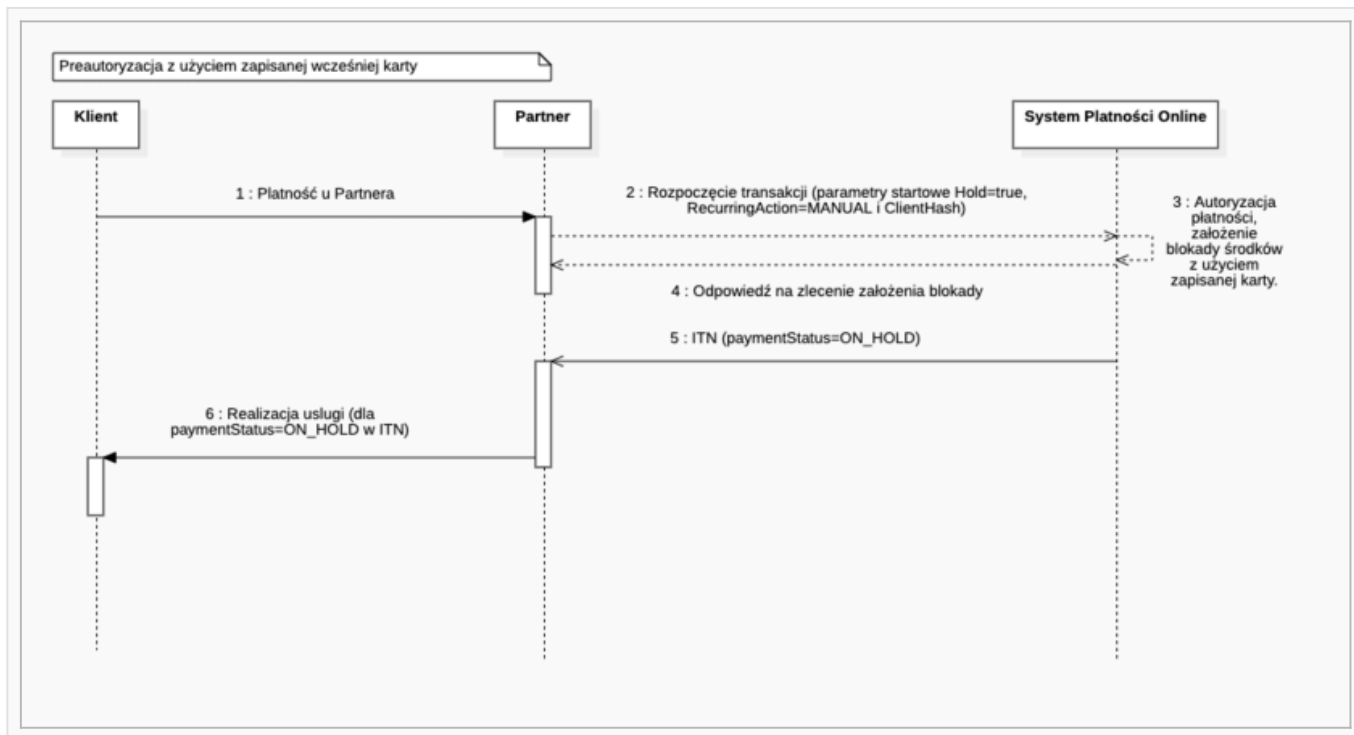 Preautoryzacja z użyciem zapisanej wcześniej karty
Klient
Partner
System Płatności Online
1 : Płatność u Partnera
2 : Rozpoczęcie transakcji (parametry startowe Hold=true,
RecurringAction=MANUAL i ClientHash)
3 : Autoryzacja
płatności,
założenie
blokady środków
z użyciem
zapisanej karty.
4 : Odpowiedź na zlecenie założenia blokady
5 : ITN (paymentStatus=ON_HOLD)
6 : Realizacja uslugi (dla
paymentStatus=ON_HOLD w ITN)